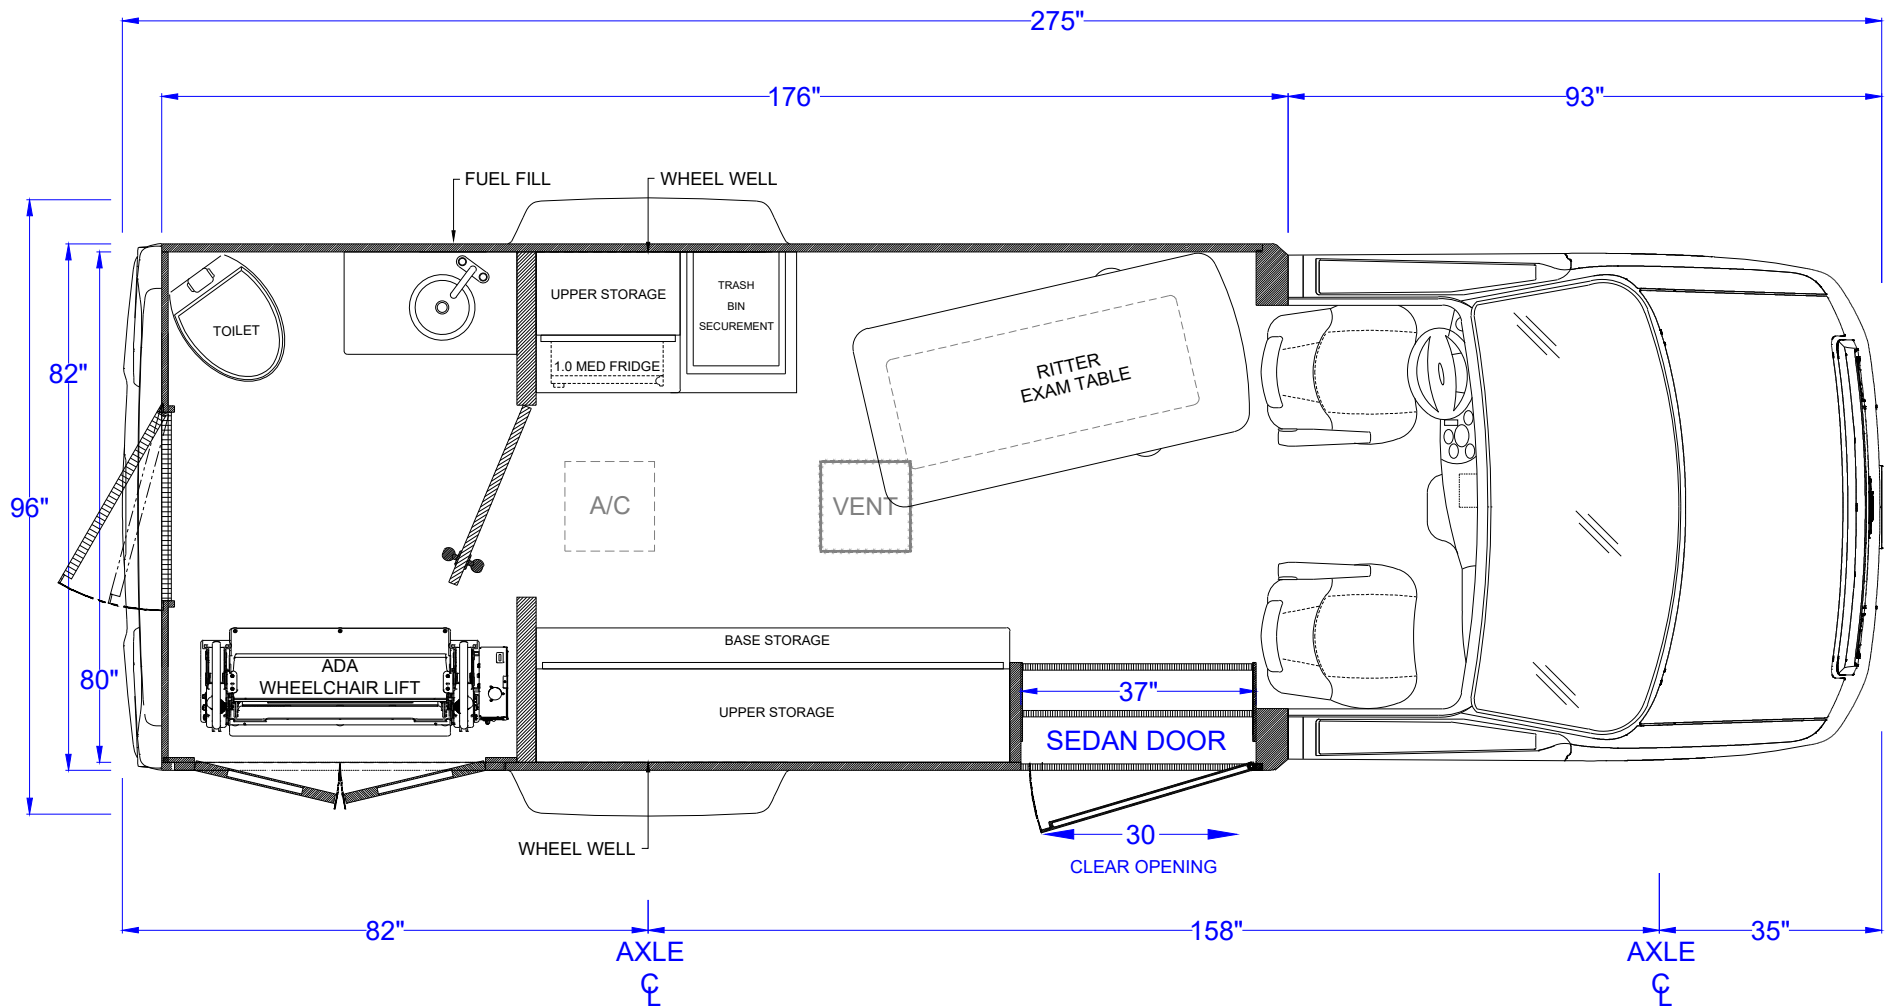 275"
176"
93"
FUEL FILL
WHEEL WELL
UPPER STORAGE
TRASH
BIN
SECUREMENT
TOILET
82"
1.0 MED FRIDGE
RITTER
EXAM TABLE
96"
A/C
VENT
BASE STORAGE
ADA
WHEELCHAIR LIFT
80"
37"
UPPER STORAGE
SEDAN DOOR
30
WHEEL WELL
CLEAR OPENING
82"
158"
35"
AXLE
CL
AXLE
CL